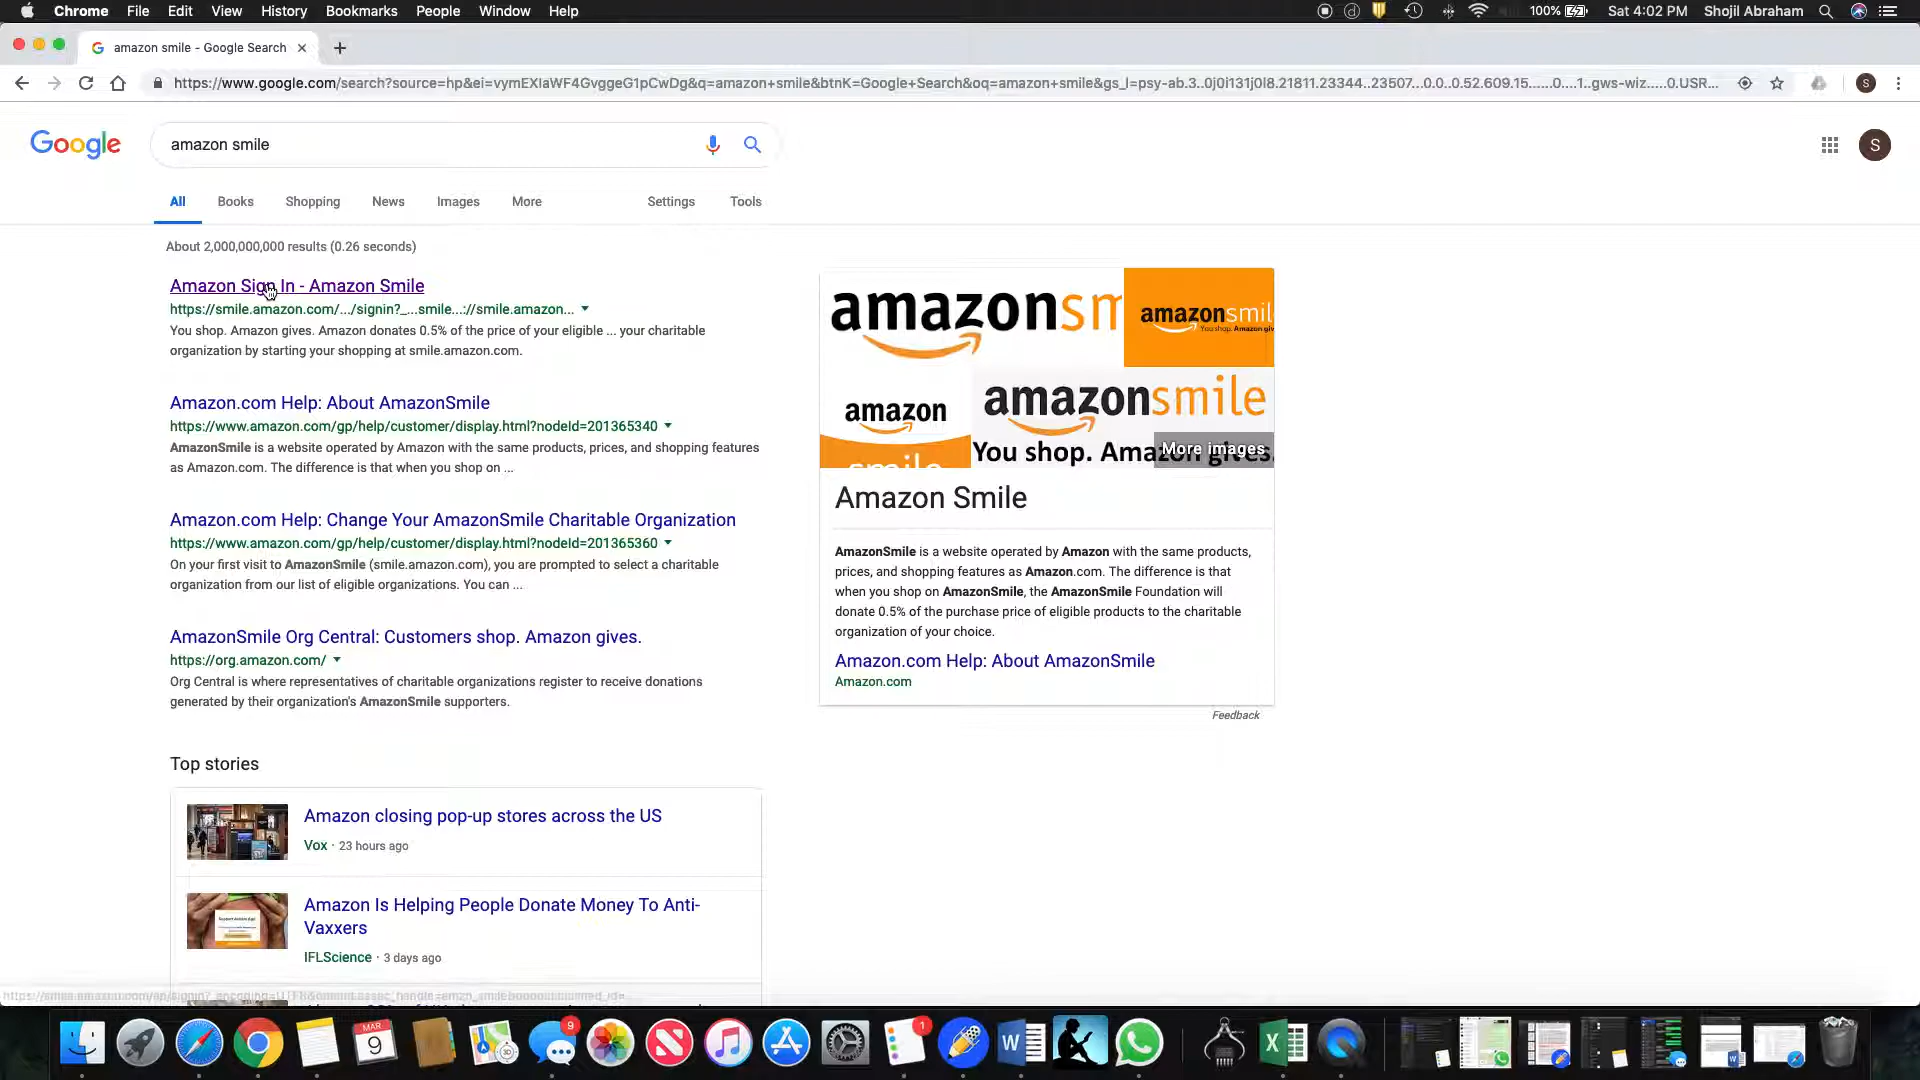 Chrome File Edit View History Bookmarks People Window Help
100% Sat 4:02 PM Shojil Abraham
amazon smile - Google Search
https://www.google.com/search?source=hp&ei=vymEXIaWF4GvggeG1pCwDg&q=amazon+smile&btnK=Google+Search&oq=amazon+smile&gs_l=psy-ab.3..0j0i131j0l8.21811.23344..23507...0.0..0.52.609.15......0....1..gws-wiz.....0.USR...
S
Google
amazon smile
S
All Books Shopping News Images More Settings Tools
About 2,000,000,000 results (0.26 seconds)
Amazon Sign In - Amazon Smile
https://smile.amazon.com/.../signin?_...smile...://smile.amazon...
You shop. Amazon gives. Amazon donates 0.5% of the price of your eligible ... your charitable
organization by starting your shopping at smile.amazon.com.
Amazon.com Help: About AmazonSmile
https://www.amazon.com/gp/help/customer/display.html?nodeId=201365340
AmazonSmile is a website operated by Amazon with the same products, prices, and shopping features
as Amazon.com. The difference is that when you shop on ...
Amazon.com Help: Change Your AmazonSmile Charitable Organization
https://www.amazon.com/gp/help/customer/display.html?nodeId=201365360
On your first visit to AmazonSmile (smile.amazon.com), you are prompted to select a charitable
organization from our list of eligible organizations. You can ...
AmazonSmile Org Central: Customers shop. Amazon gives.
https://org.amazon.com/
Org Central is where representatives of charitable organizations register to receive donations
generated by their organization's AmazonSmile supporters.
Top stories
Amazon closing pop-up stores across the US
Vox · 23 hours ago
Amazon Is Helping People Donate Money To Anti-
Vaxxers
IFLScience · 3 days ago
amazonsm
amazonsmil
You shop. Amazon giv
amazon
smile
amazonsmile
You shop. Amazon gives.
More images
Amazon Smile
AmazonSmile is a website operated by Amazon with the same products,
prices, and shopping features as Amazon.com. The difference is that
when you shop on AmazonSmile, the AmazonSmile Foundation will
donate 0.5% of the purchase price of eligible products to the charitable
organization of your choice.
Amazon.com Help: About AmazonSmile
Amazon.com
Feedback
MAR
9
3D
9
1
W
X